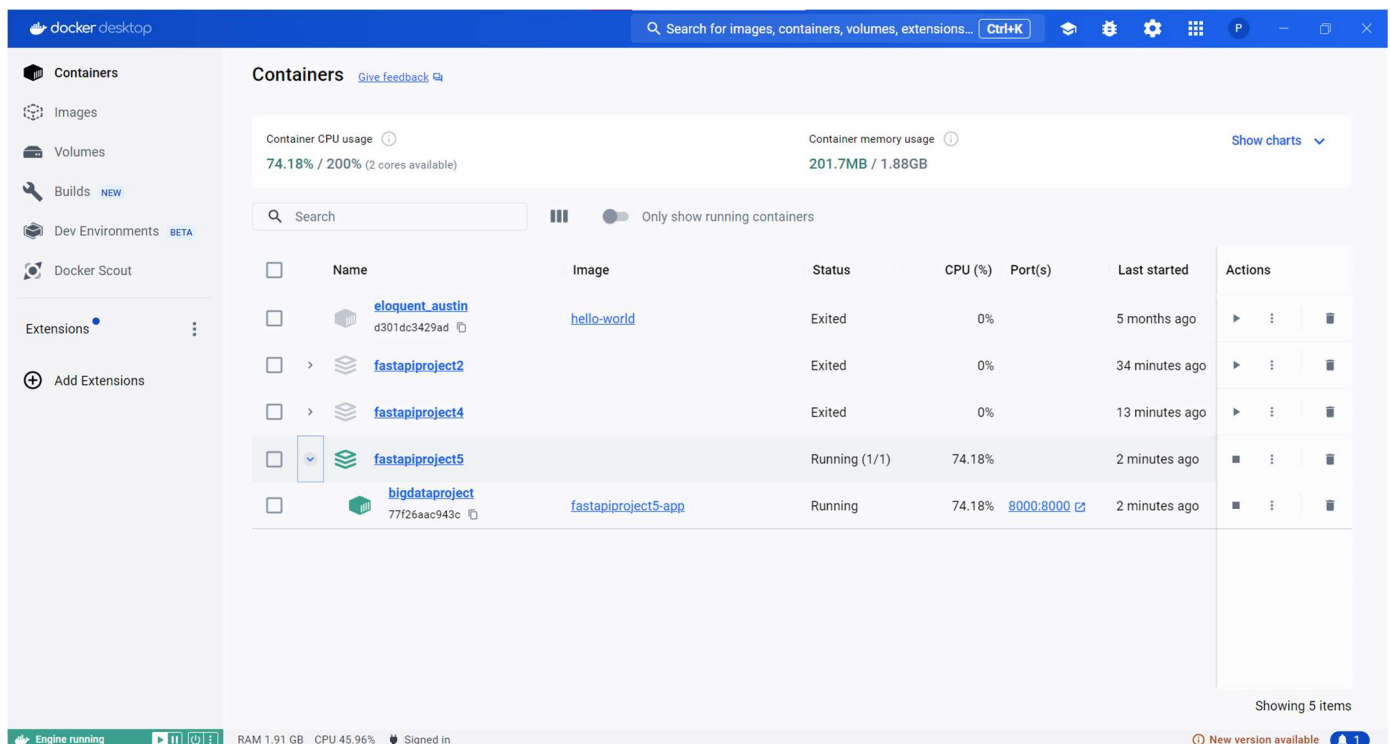 docker desktop
Search for images, containers, volumes, extensions... Ctrl+K
P
Containers
Images
Volumes
Builds NEW
Dev Environments BETA
Docker Scout
Extensions
Add Extensions
Containers Give feedback
Container CPU usage
74.18% / 200% (2 cores available)
Container memory usage
201.7MB / 1.88GB
Show charts
Search
Only show running containers
Name Image Status CPU (%) Port(s) Last started Actions
eloquent_austin
d301dc3429ad
hello-world Exited 0% 5 months ago
fastapiproject2 Exited 0% 34 minutes ago
fastapiproject4 Exited 0% 13 minutes ago
fastapiproject5 Running (1/1) 74.18% 2 minutes ago
bigdataproject
77f26aac943c
fastapiproject5-app Running 74.18% 8000:8000 2 minutes ago
Showing 5 items
Engine running RAM 1.91 GB CPU 45.96% Signed in New version available 1